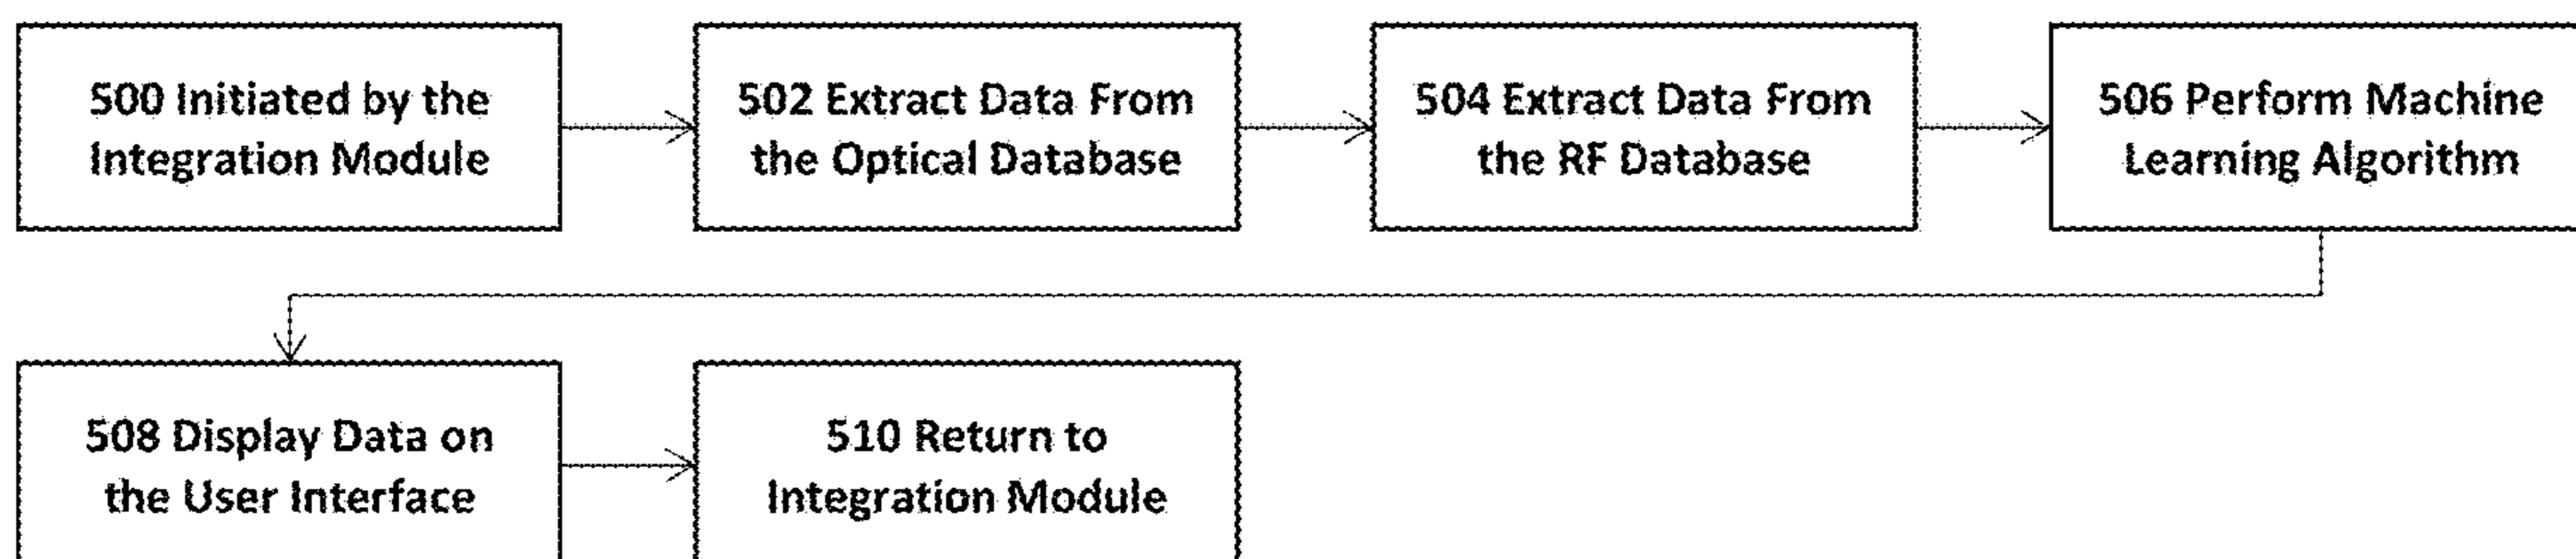 500 Initiated by the
Integration Module
502 Extract Data From
the Optical Database
504 Extract Data From
the RF Database
506 Perform Machine
Learning Algorithm
508 Display Data on
the User Interface
510 Return to
Integration Module